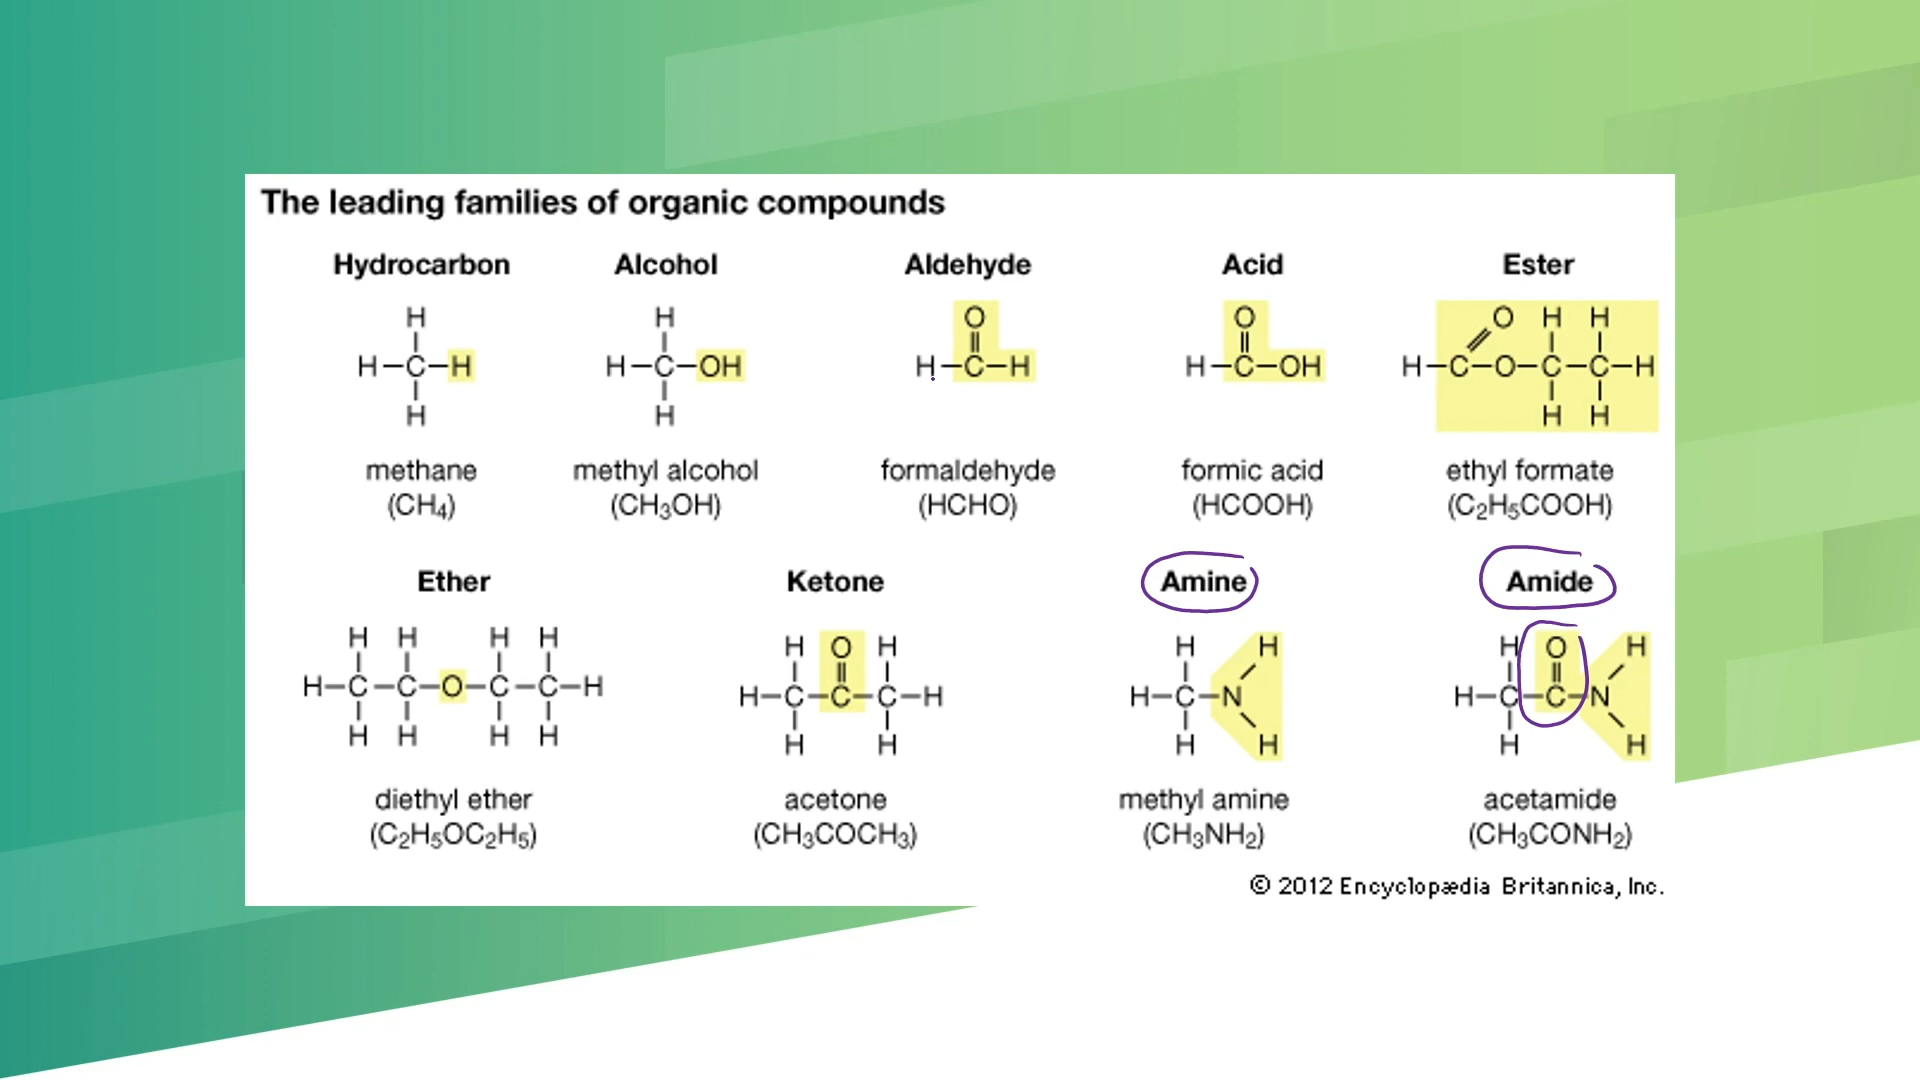 The leading families of organic compounds
Hydrocarbon Alcohol Aldehyde Acid Ester
H H O O O H H
H–C–H H–C–OH H–C–H H–C–OH H–C–O–C–C–H
H H H H
methane methyl alcohol formaldehyde formic acid ethyl formate
(CH₄) (CH₃OH) (HCHO) (HCOOH) (C₂H₅COOH)
Ether Ketone Amine Amide
H H H H H O H H H H O H
H–C–C–O–C–C–H H–C–C–C–H H–C–N H–C–C–N
H H H H H H H H H H
diethyl ether acetone methyl amine acetamide
(C₂H₅OC₂H₅) (CH₃COCH₃) (CH₃NH₂) (CH₃CONH₂)
© 2012 Encyclopædia Britannica, Inc.